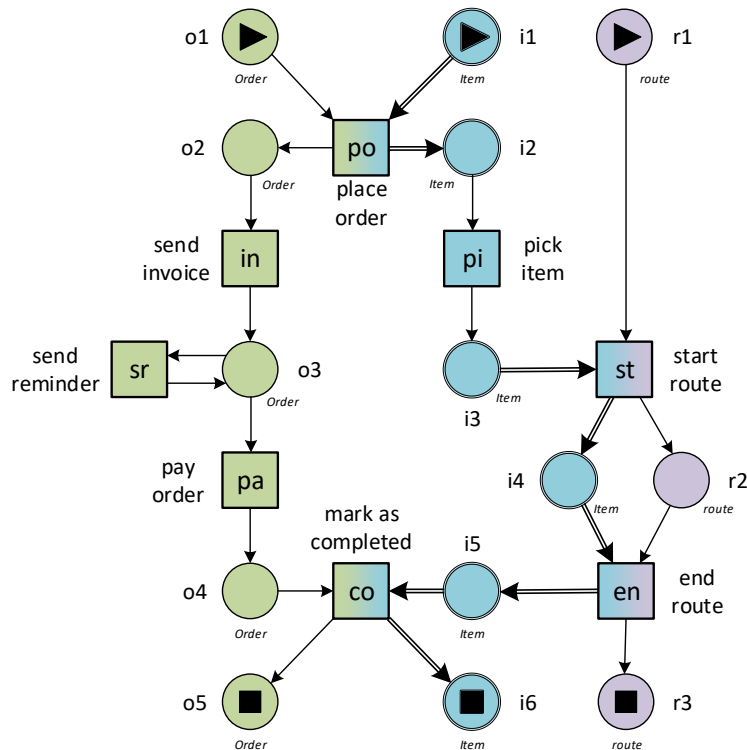 o1
i1
r1
Order
Item
route
o2
po
i2
Order
Item
place
order
send
invoice
in
pi
pick
item
send
reminder
sr
o3
Order
i3
Item
st
start
route
pay
order
pa
i4
Item
r2
route
mark as
completed
o4
Order
co
i5
Item
en
end
route
o5
Order
i6
Item
r3
route